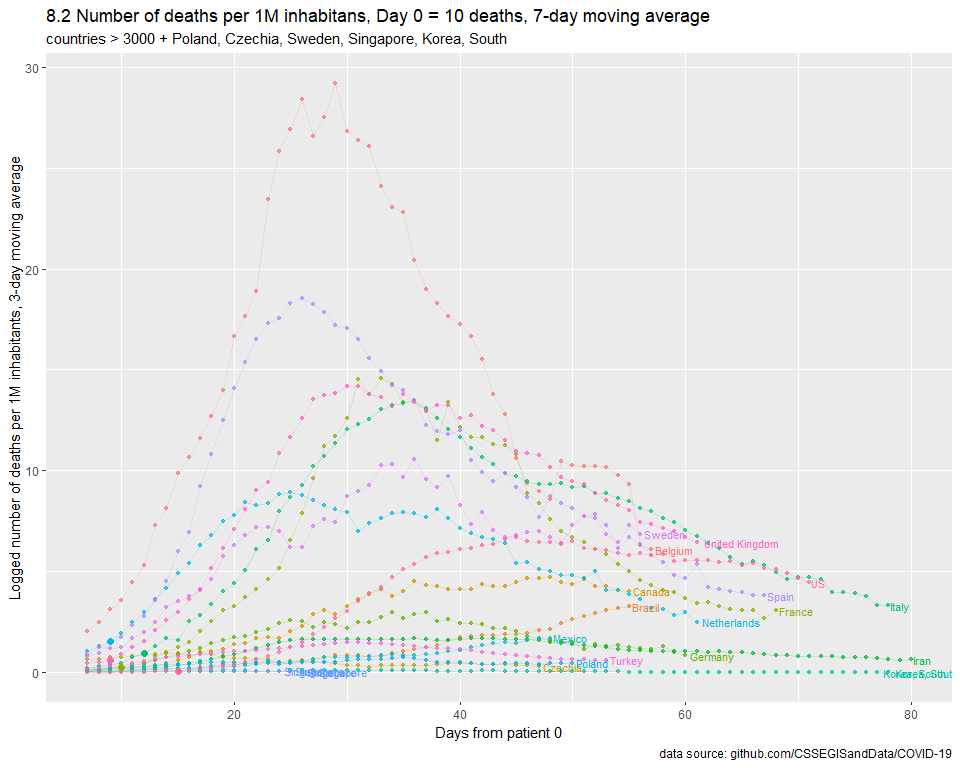 8.2 Number of deaths per 1M inhabitans, Day 0 = 10 deaths, 7-day moving average
countries > 3000 + Poland, Czechia, Sweden, Singapore, Korea, South
Logged number of deaths per 1M inhabitants, 3-day moving average
30
20
10
0
Sweden
United Kingdom
Belgium
US
Canada
Spain
Brazil
Italy
France
Netherlands
Mexico
Germany
Turkey
Iran
Poland
Czechia
Singapore
Korea, South
20
40
60
80
Days from patient 0
data source: github.com/CSSEGISandData/COVID-19